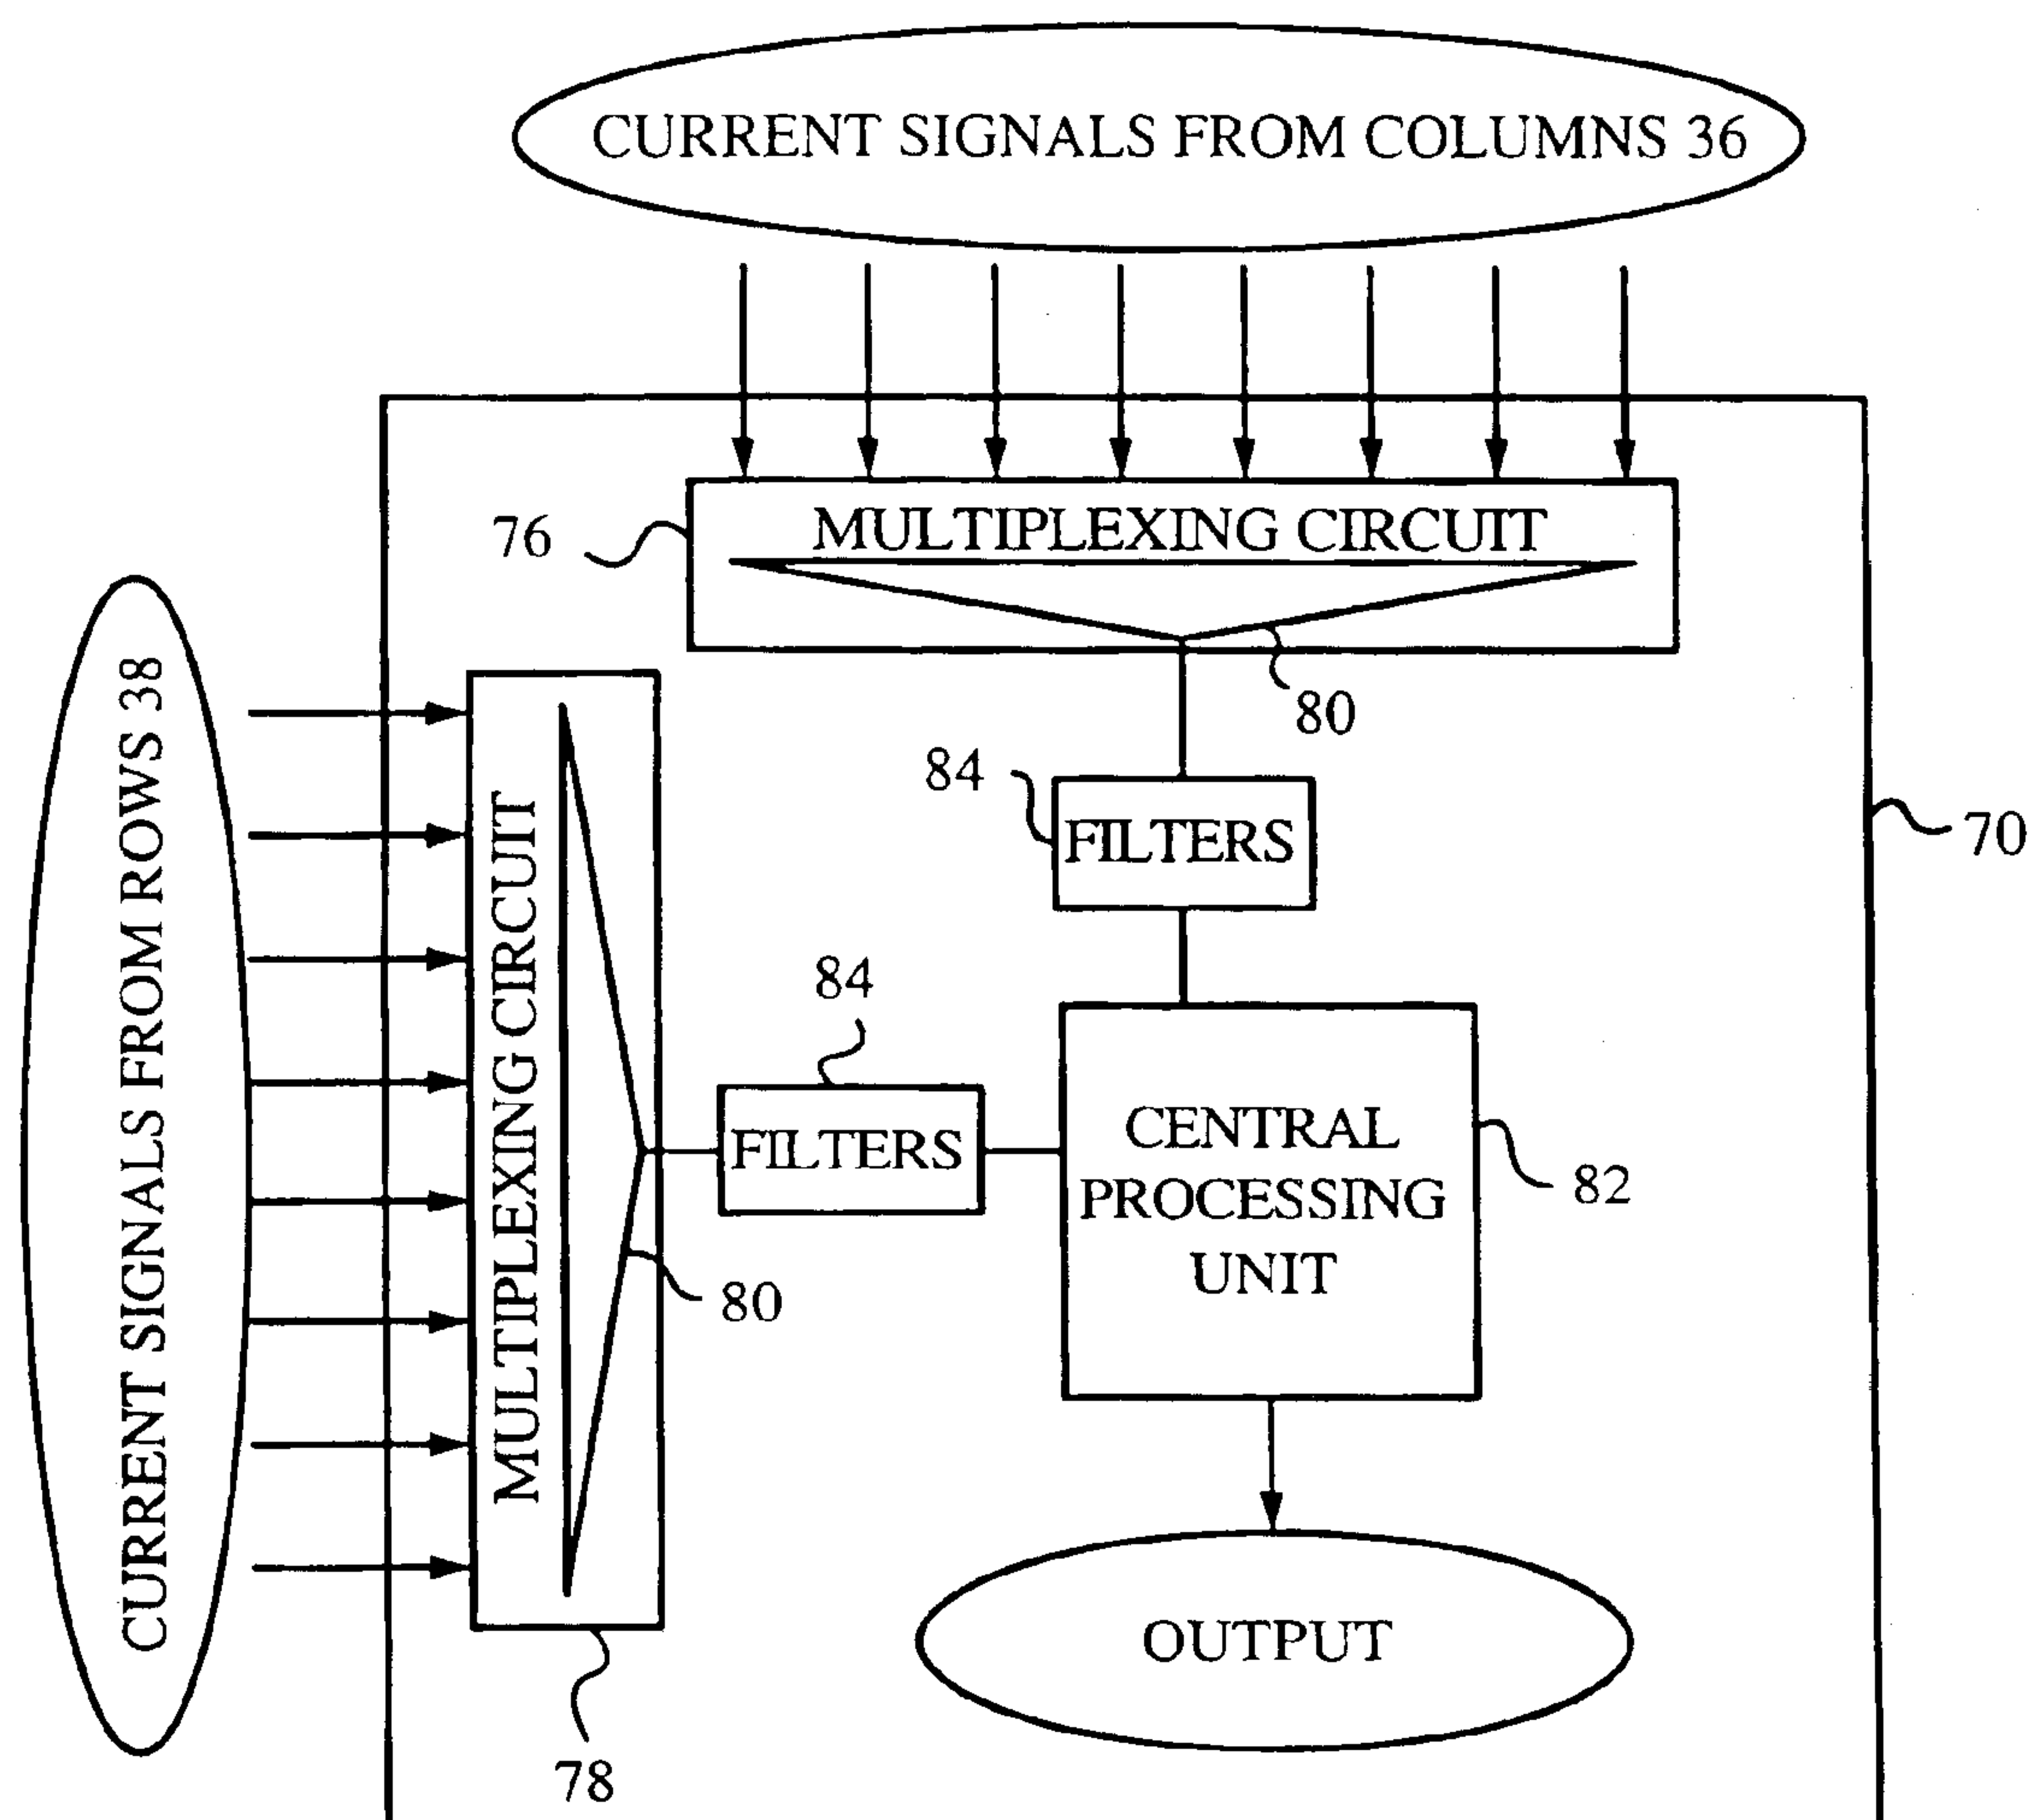 CURRENT SIGNALS FROM COLUMNS 36
76
MULTIPLEXING CIRCUIT
80
84
FILTERS
70
CURRENT SIGNALS FROM ROWS 38
MULTIPLEXING CIRCUIT
84
FILTERS
80
CENTRAL
PROCESSING
UNIT
82
OUTPUT
78